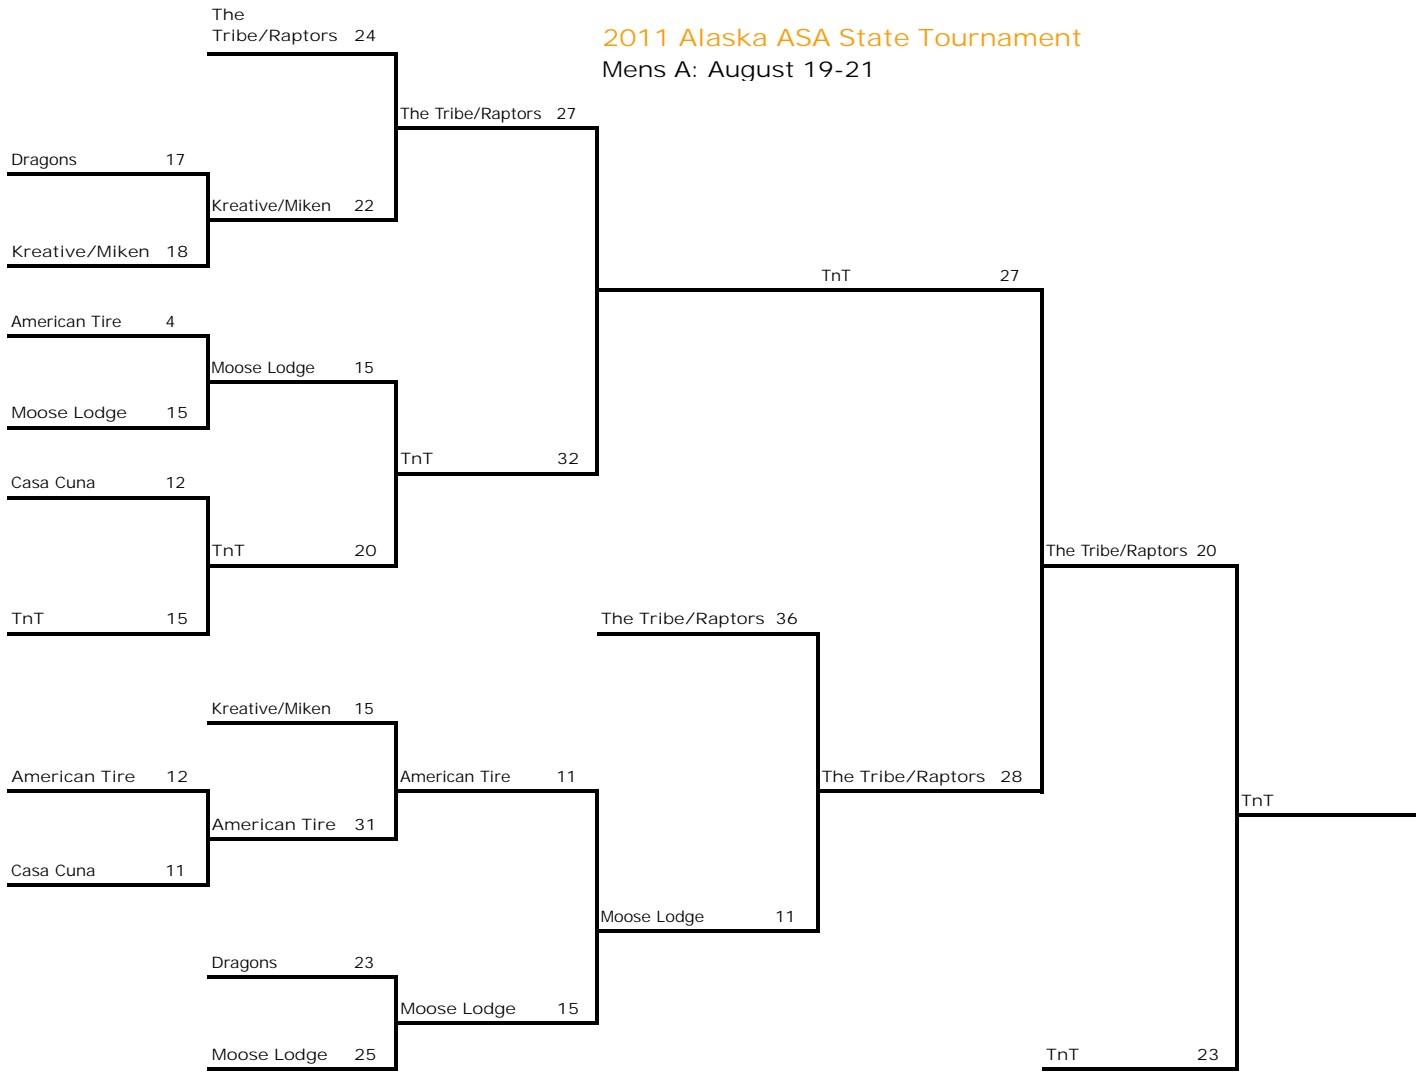 The
Tribe/Raptors 24
2011 Alaska ASA State Tournament
Mens A: August 19-21
The Tribe/Raptors 27
Dragons 17
Kreative/Miken 22
Kreative/Miken 18
TnT 27
American Tire 4
Moose Lodge 15
Moose Lodge 15
TnT 32
Casa Cuna 12
TnT 20
The Tribe/Raptors 20
TnT 15
The Tribe/Raptors 36
Kreative/Miken 15
American Tire 12
American Tire 11
The Tribe/Raptors 28
TnT
American Tire 31
Casa Cuna 11
Moose Lodge 11
Dragons 23
Moose Lodge 15
Moose Lodge 25
TnT 23